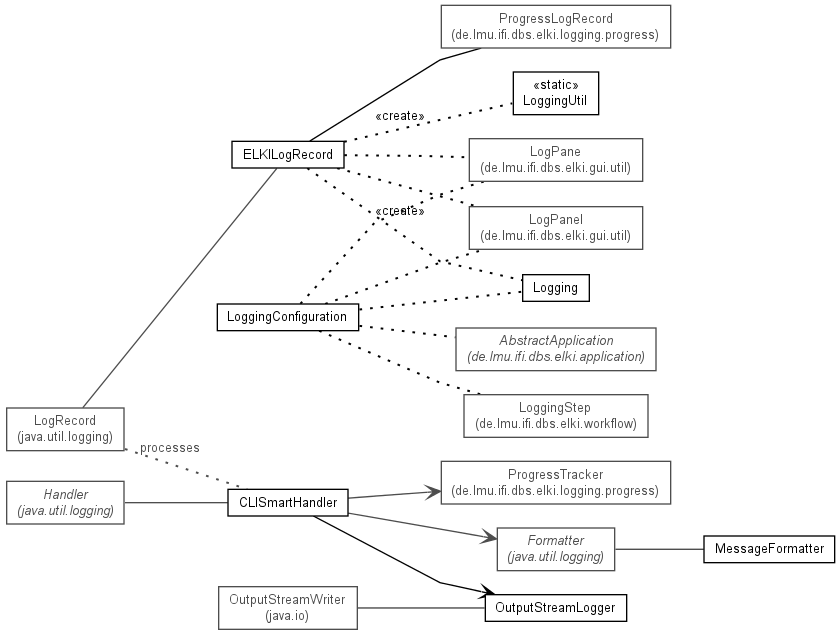 ProgressLogRecord
(de.lmu.ifi.dbs.elki.logging.progress)
«static»
LoggingUtil
«create»
ELKILogRecord
LogPane
(de.lmu.ifi.dbs.elki.gui.util)
«create»
LogPanel
(de.lmu.ifi.dbs.elki.gui.util)
Logging
LoggingConfiguration
AbstractApplication
(de.lmu.ifi.dbs.elki.application)
LoggingStep
(de.lmu.ifi.dbs.elki.workflow)
LogRecord
(java.util.logging)
processes
ProgressTracker
(de.lmu.ifi.dbs.elki.logging.progress)
Handler
(java.util.logging)
CLISmartHandler
Formatter
(java.util.logging)
MessageFormatter
OutputStreamWriter
(java.io)
OutputStreamLogger